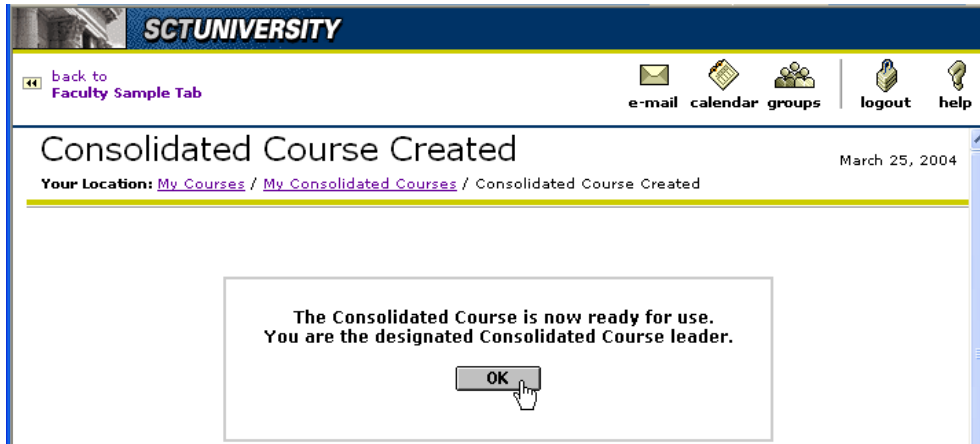 SCTUNIVERSITY
back to
Faculty Sample Tab
e-mail calendar groups logout help
Consolidated Course Created
March 25, 2004
Your Location: My Courses / My Consolidated Courses / Consolidated Course Created
The Consolidated Course is now ready for use.
You are the designated Consolidated Course leader.
OK